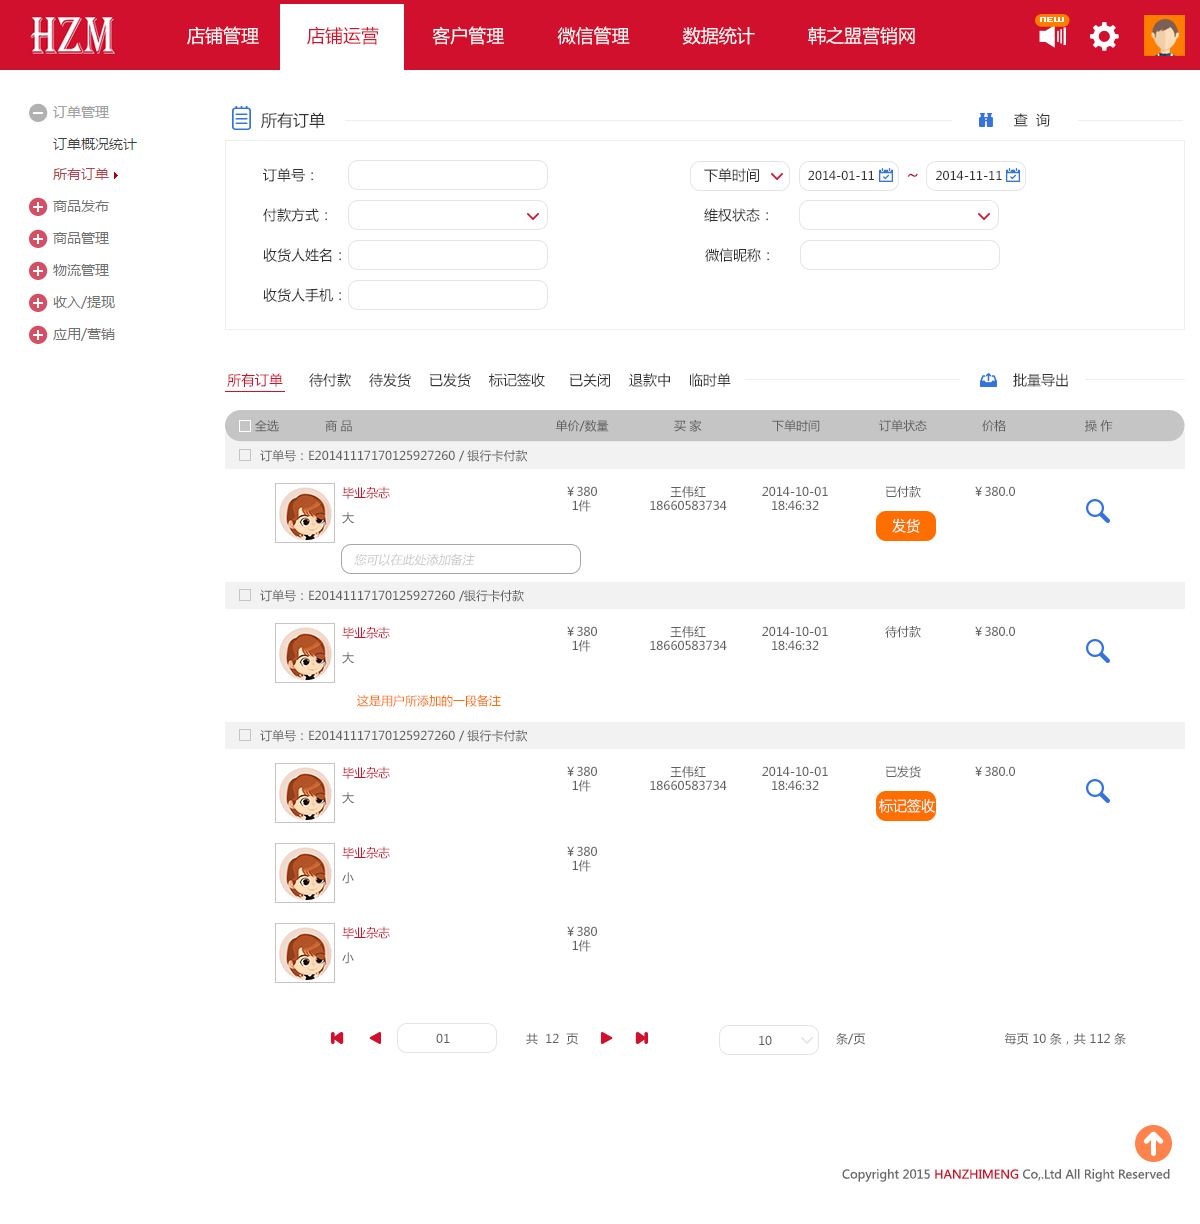 HZM 店铺管理 店铺运营 客户管理 微信管理 数据统计 韩之盟营销网 NEW
订单管理
订单概况统计
所有订单
商品发布
商品管理
物流管理
收入/提现
应用/营销
所有订单 查 询
订单号： 下单时间 2014-01-11 ~ 2014-11-11
付款方式： 维权状态：
收货人姓名： 微信昵称：
收货人手机：
所有订单 待付款 待发货 已发货 标记签收 已关闭 退款中 临时单 批量导出
全选 商 品 单价/数量 买 家 下单时间 订单状态 价格 操 作
订单号：E20141117170125927260 / 银行卡付款
毕业杂志 ￥380 王伟红 2014-10-01 已付款 ￥380.0
1件 18660583734 18:46:32
大 发货
您可以在此处添加备注
订单号：E20141117170125927260 /银行卡付款
毕业杂志 ￥380 王伟红 2014-10-01 待付款 ￥380.0
1件 18660583734 18:46:32
大
这是用户所添加的一段备注
订单号：E20141117170125927260 / 银行卡付款
毕业杂志 ￥380 王伟红 2014-10-01 已发货 ￥380.0
1件 18660583734 18:46:32
大 标记签收
毕业杂志 ￥380
1件
小
毕业杂志 ￥380
1件
小
01 共 12 页 10 条/页 每页 10 条，共 112 条
Copyright 2015 HANZHIMENG Co,.Ltd All Right Reserved